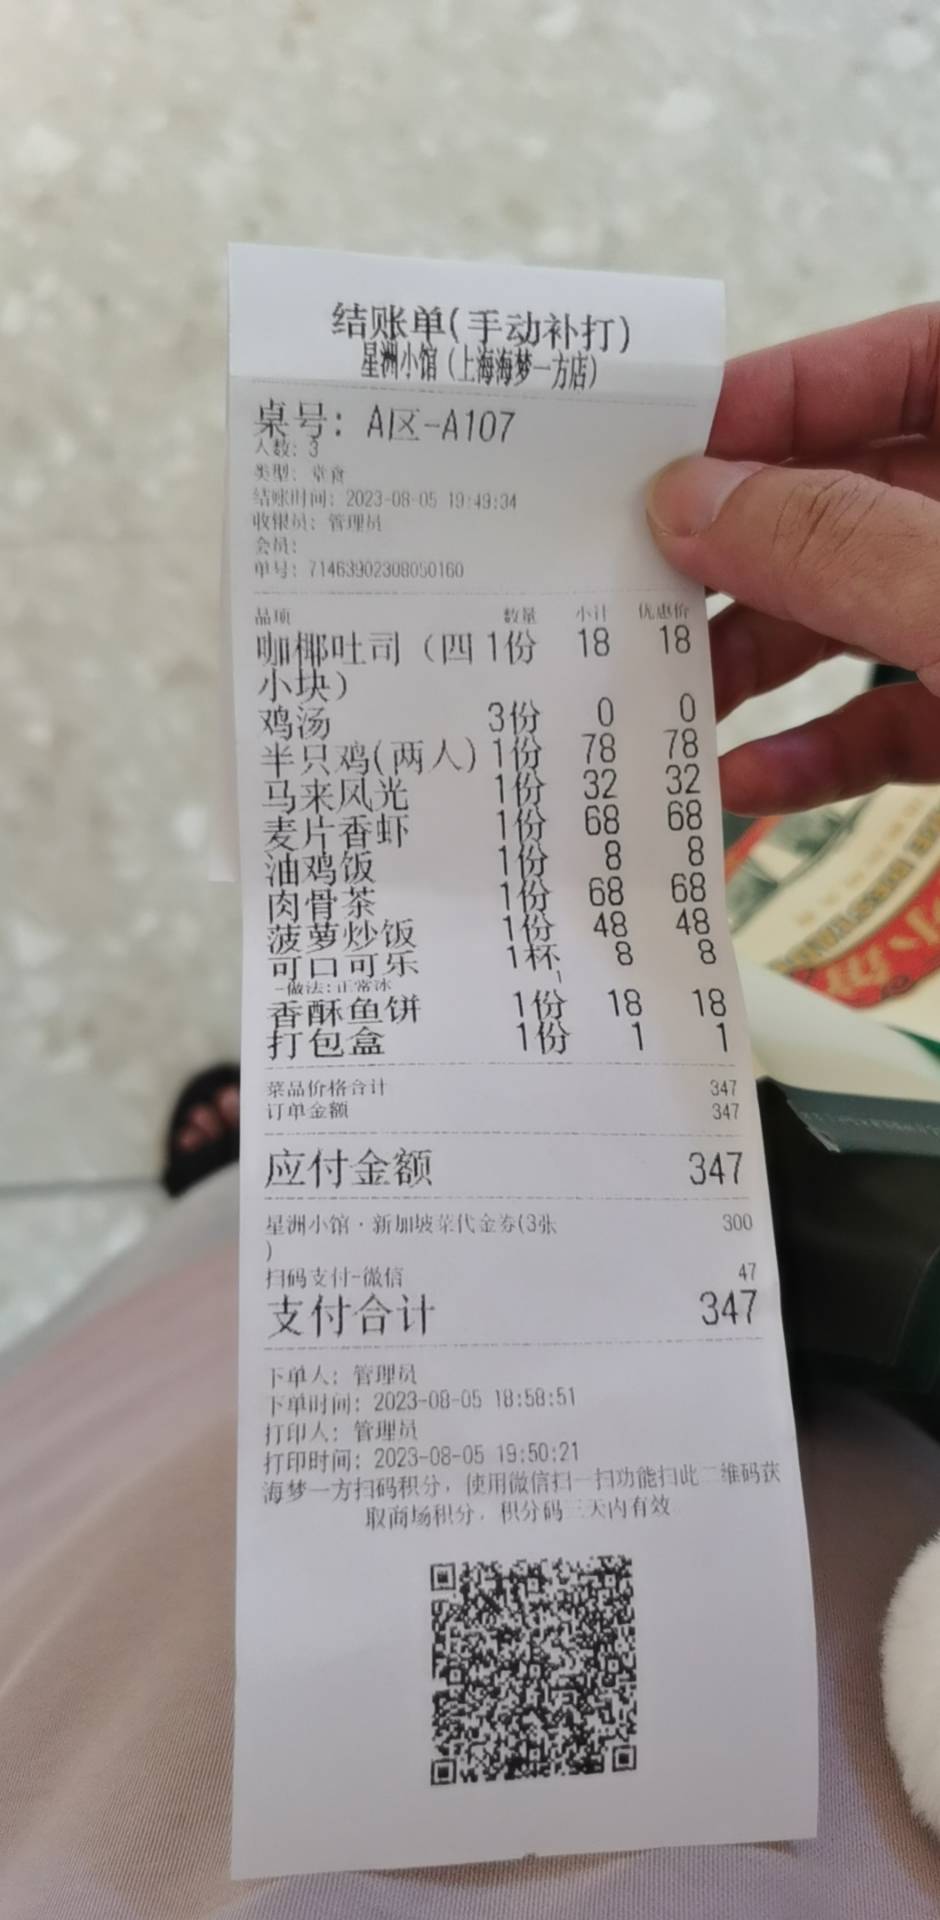 结账单(手动补打)
星洲小馆（上海海梦一方店）
桌号: A区-A107
人数: 3
类型: 堂食
结账时间: 2023-08-05 19:49:34
收银员: 管理员
会员:
单号: 71463902308050160
品项 数量 小计 优惠价
咖椰吐司（四 1份 18 18
小块）
鸡汤 3份 0 0
半只鸡(两人) 1份 78 78
马来风光 1份 32 32
麦片香虾 1份 68 68
油鸡饭 1份 8 8
肉骨茶 1份 68 68
菠萝炒饭 1份 48 48
可口可乐 1杯 8 8
-做法:正常冰 1
香酥鱼饼 1份 18 18
打包盒 1份 1 1
菜品价格合计 347
订单金额 347
应付金额 347
星洲小馆·新加坡菜代金券(3张 300
)
扫码支付-微信 47
支付合计 347
下单人: 管理员
下单时间: 2023-08-05 18:58:51
打印人: 管理员
打印时间: 2023-08-05 19:50:21
海梦一方扫码积分，使用微信扫一扫功能扫此二维码获
取商场积分，积分码三天内有效